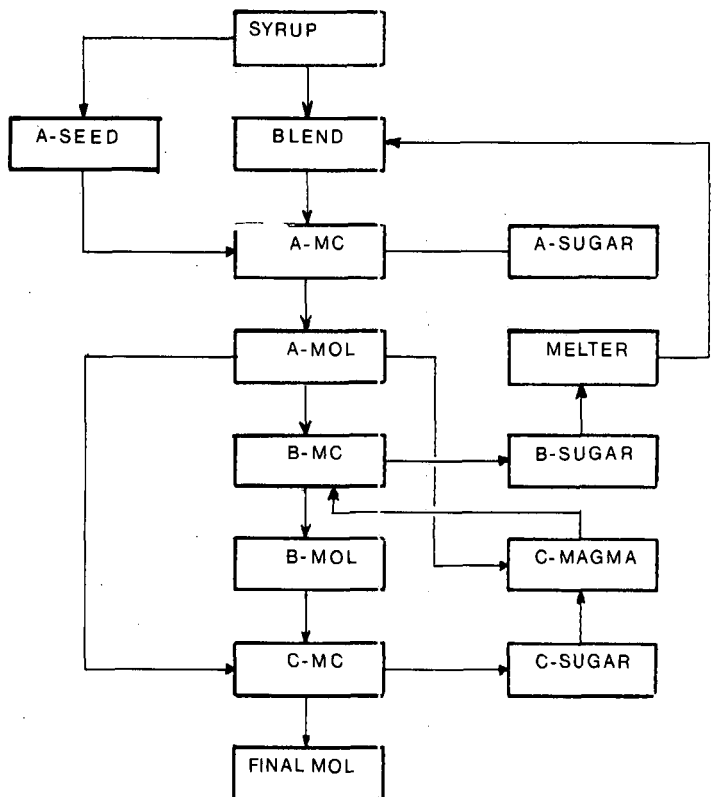 SYRUP
A-SEED
BLEND
A-MC
A-SUGAR
A-MOL
MELTER
B-MC
B-SUGAR
B-MOL
C-MAGMA
C-MC
C-SUGAR
FINAL MOL